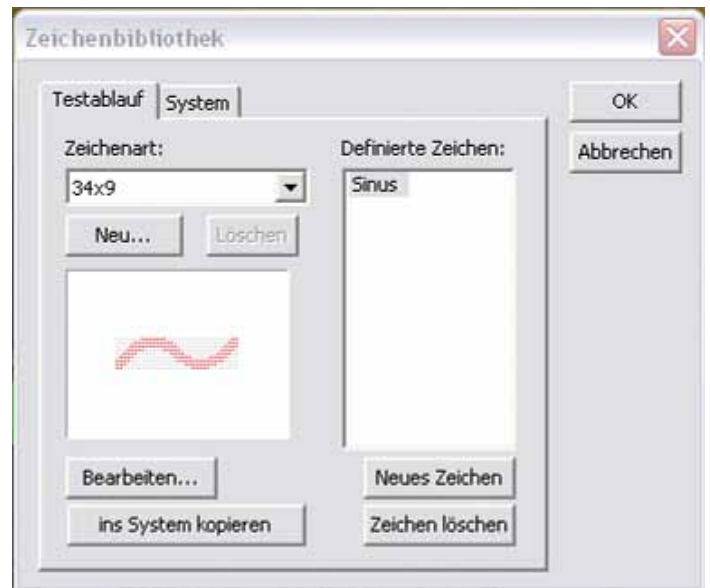 Zeichenbibliothek
Testablauf System
Zeichenart:
34x9
Neu... Löschen
Bearbeiten...
ins System kopieren
Definierte Zeichen:
Sinus
Neues Zeichen
Zeichen löschen
OK
Abbrechen